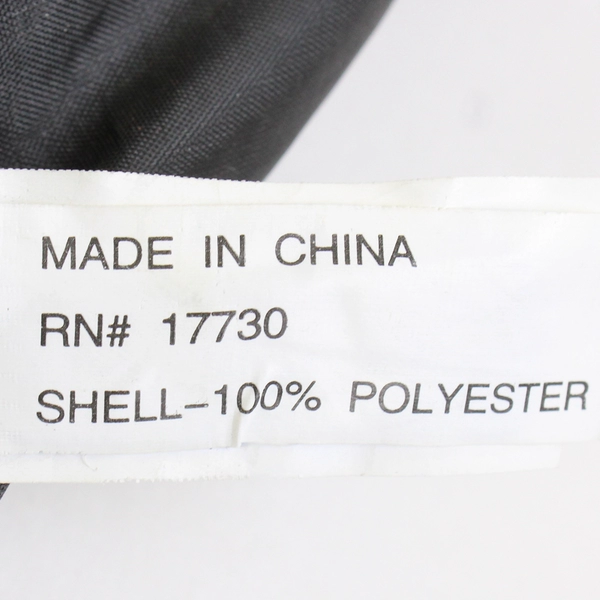 MADE IN CHINA
RN# 17730
SHELL-100% POLYESTER